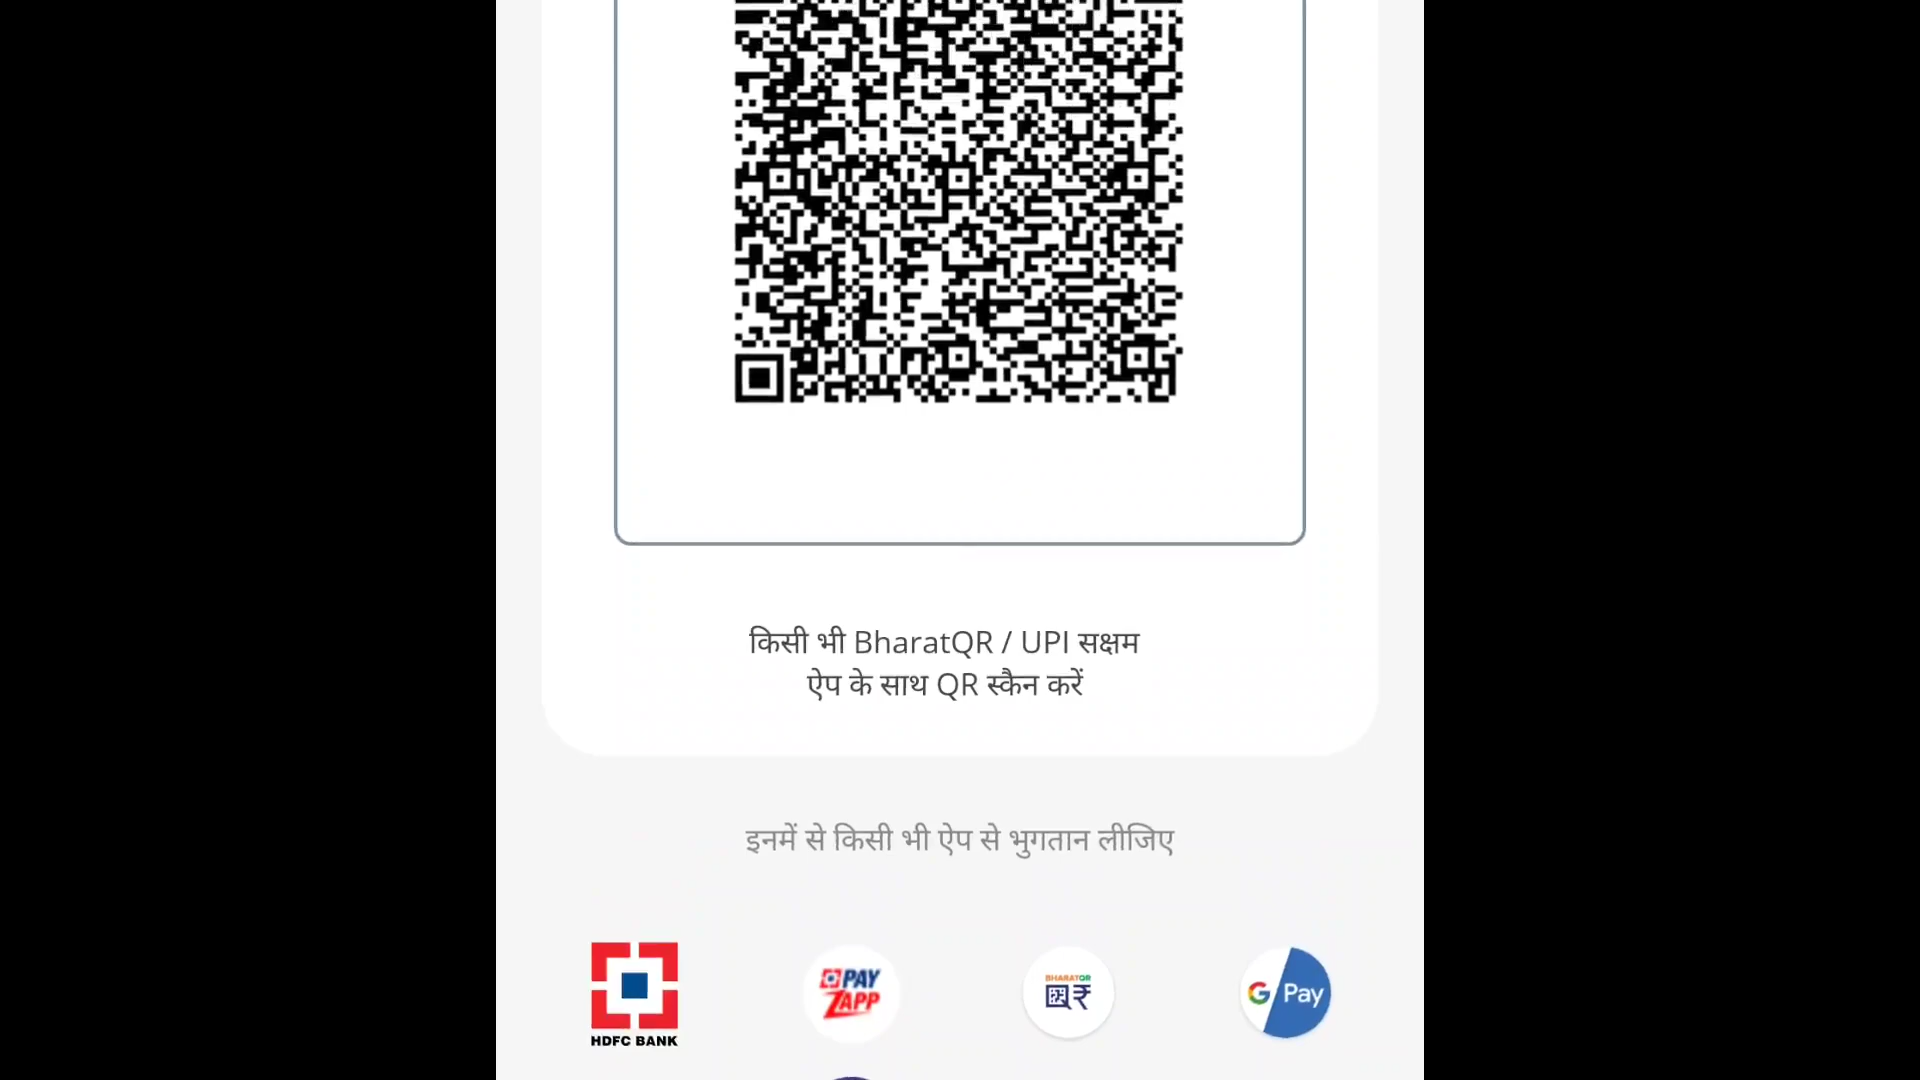 किसी भी BharatQR / UPI सक्षम
ऐप के साथ QR स्कैन करें
इनमें से किसी भी ऐप से भुगतान लीजिए
HDFC BANK
PAY
ZAPP
BHARATQR
G Pay